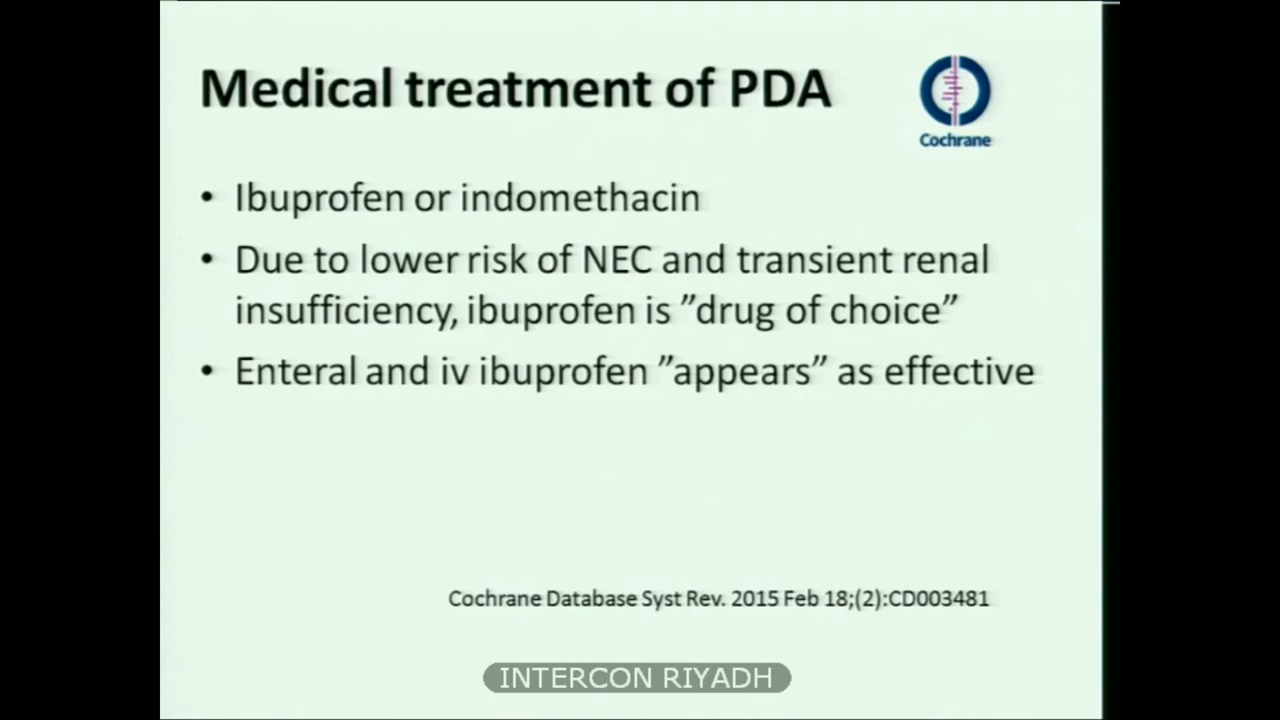 Medical treatment of PDA
Cochrane
• Ibuprofen or indomethacin
• Due to lower risk of NEC and transient renal
insufficiency, ibuprofen is ”drug of choice”
• Enteral and iv ibuprofen ”appears” as effective
Cochrane Database Syst Rev. 2015 Feb 18;(2):CD003481
INTERCON RIYADH